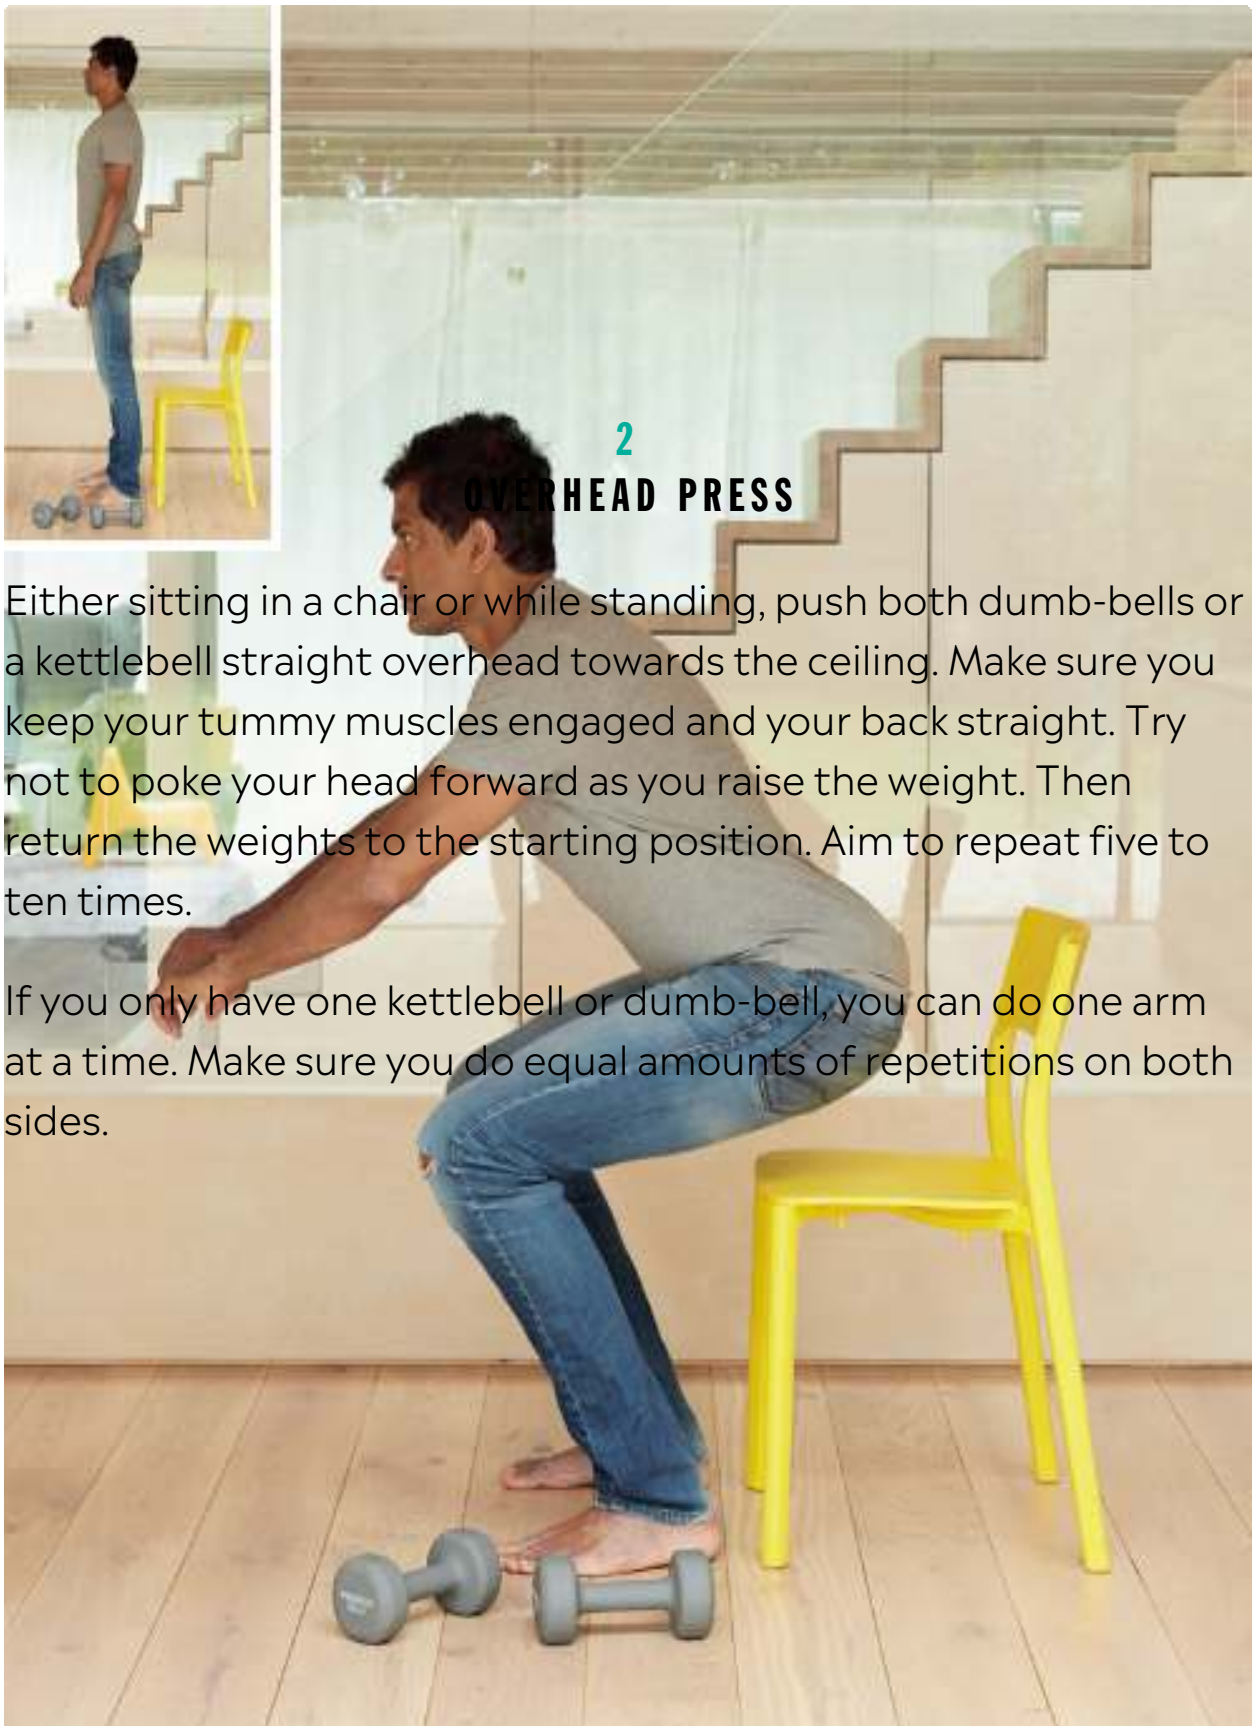 2
OVERHEAD PRESS
Either sitting in a chair or while standing, push both dumb-bells or
a kettlebell straight overhead towards the ceiling. Make sure you
keep your tummy muscles engaged and your back straight. Try
not to poke your head forward as you raise the weight. Then
return the weights to the starting position. Aim to repeat five to
ten times.
If you only have one kettlebell or dumb-bell, you can do one arm
at a time. Make sure you do equal amounts of repetitions on both
sides.